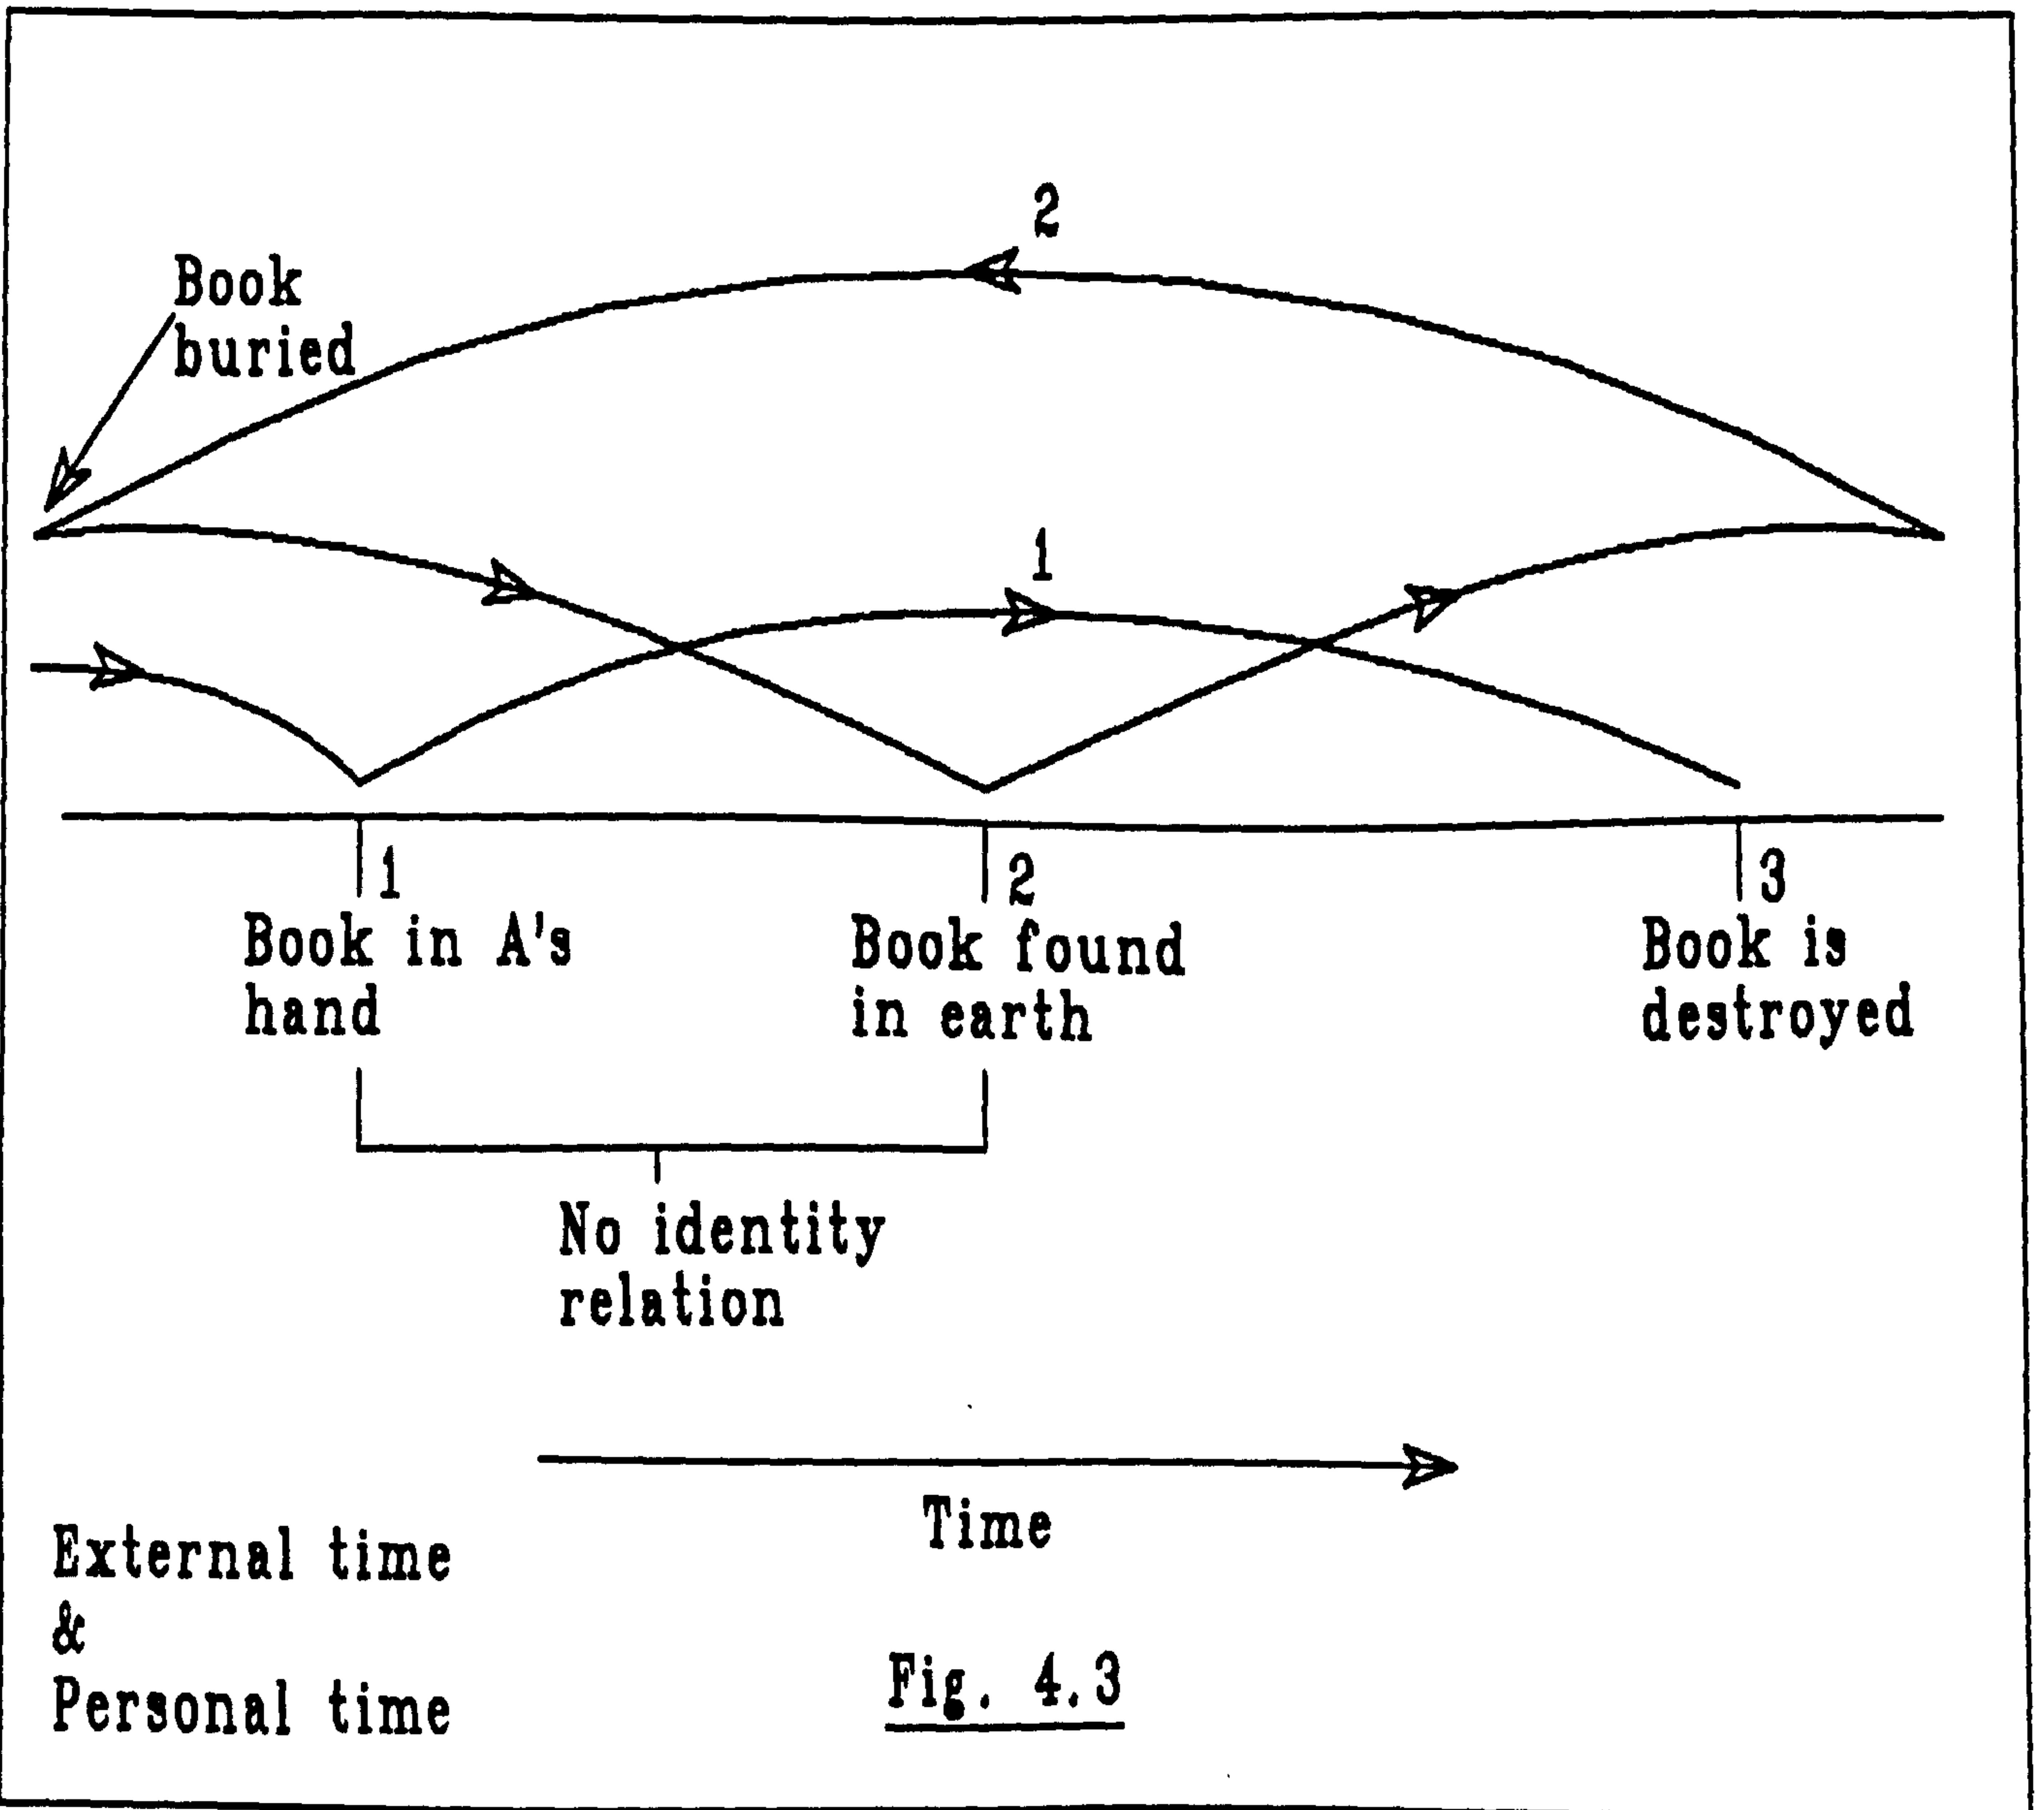 2
Book
buried
1
1
Book in A's
hand
2
Book found
in earth
3
Book is
destroyed
No identity
relation
Time
External time
&
Personal time
Fig. 4.3